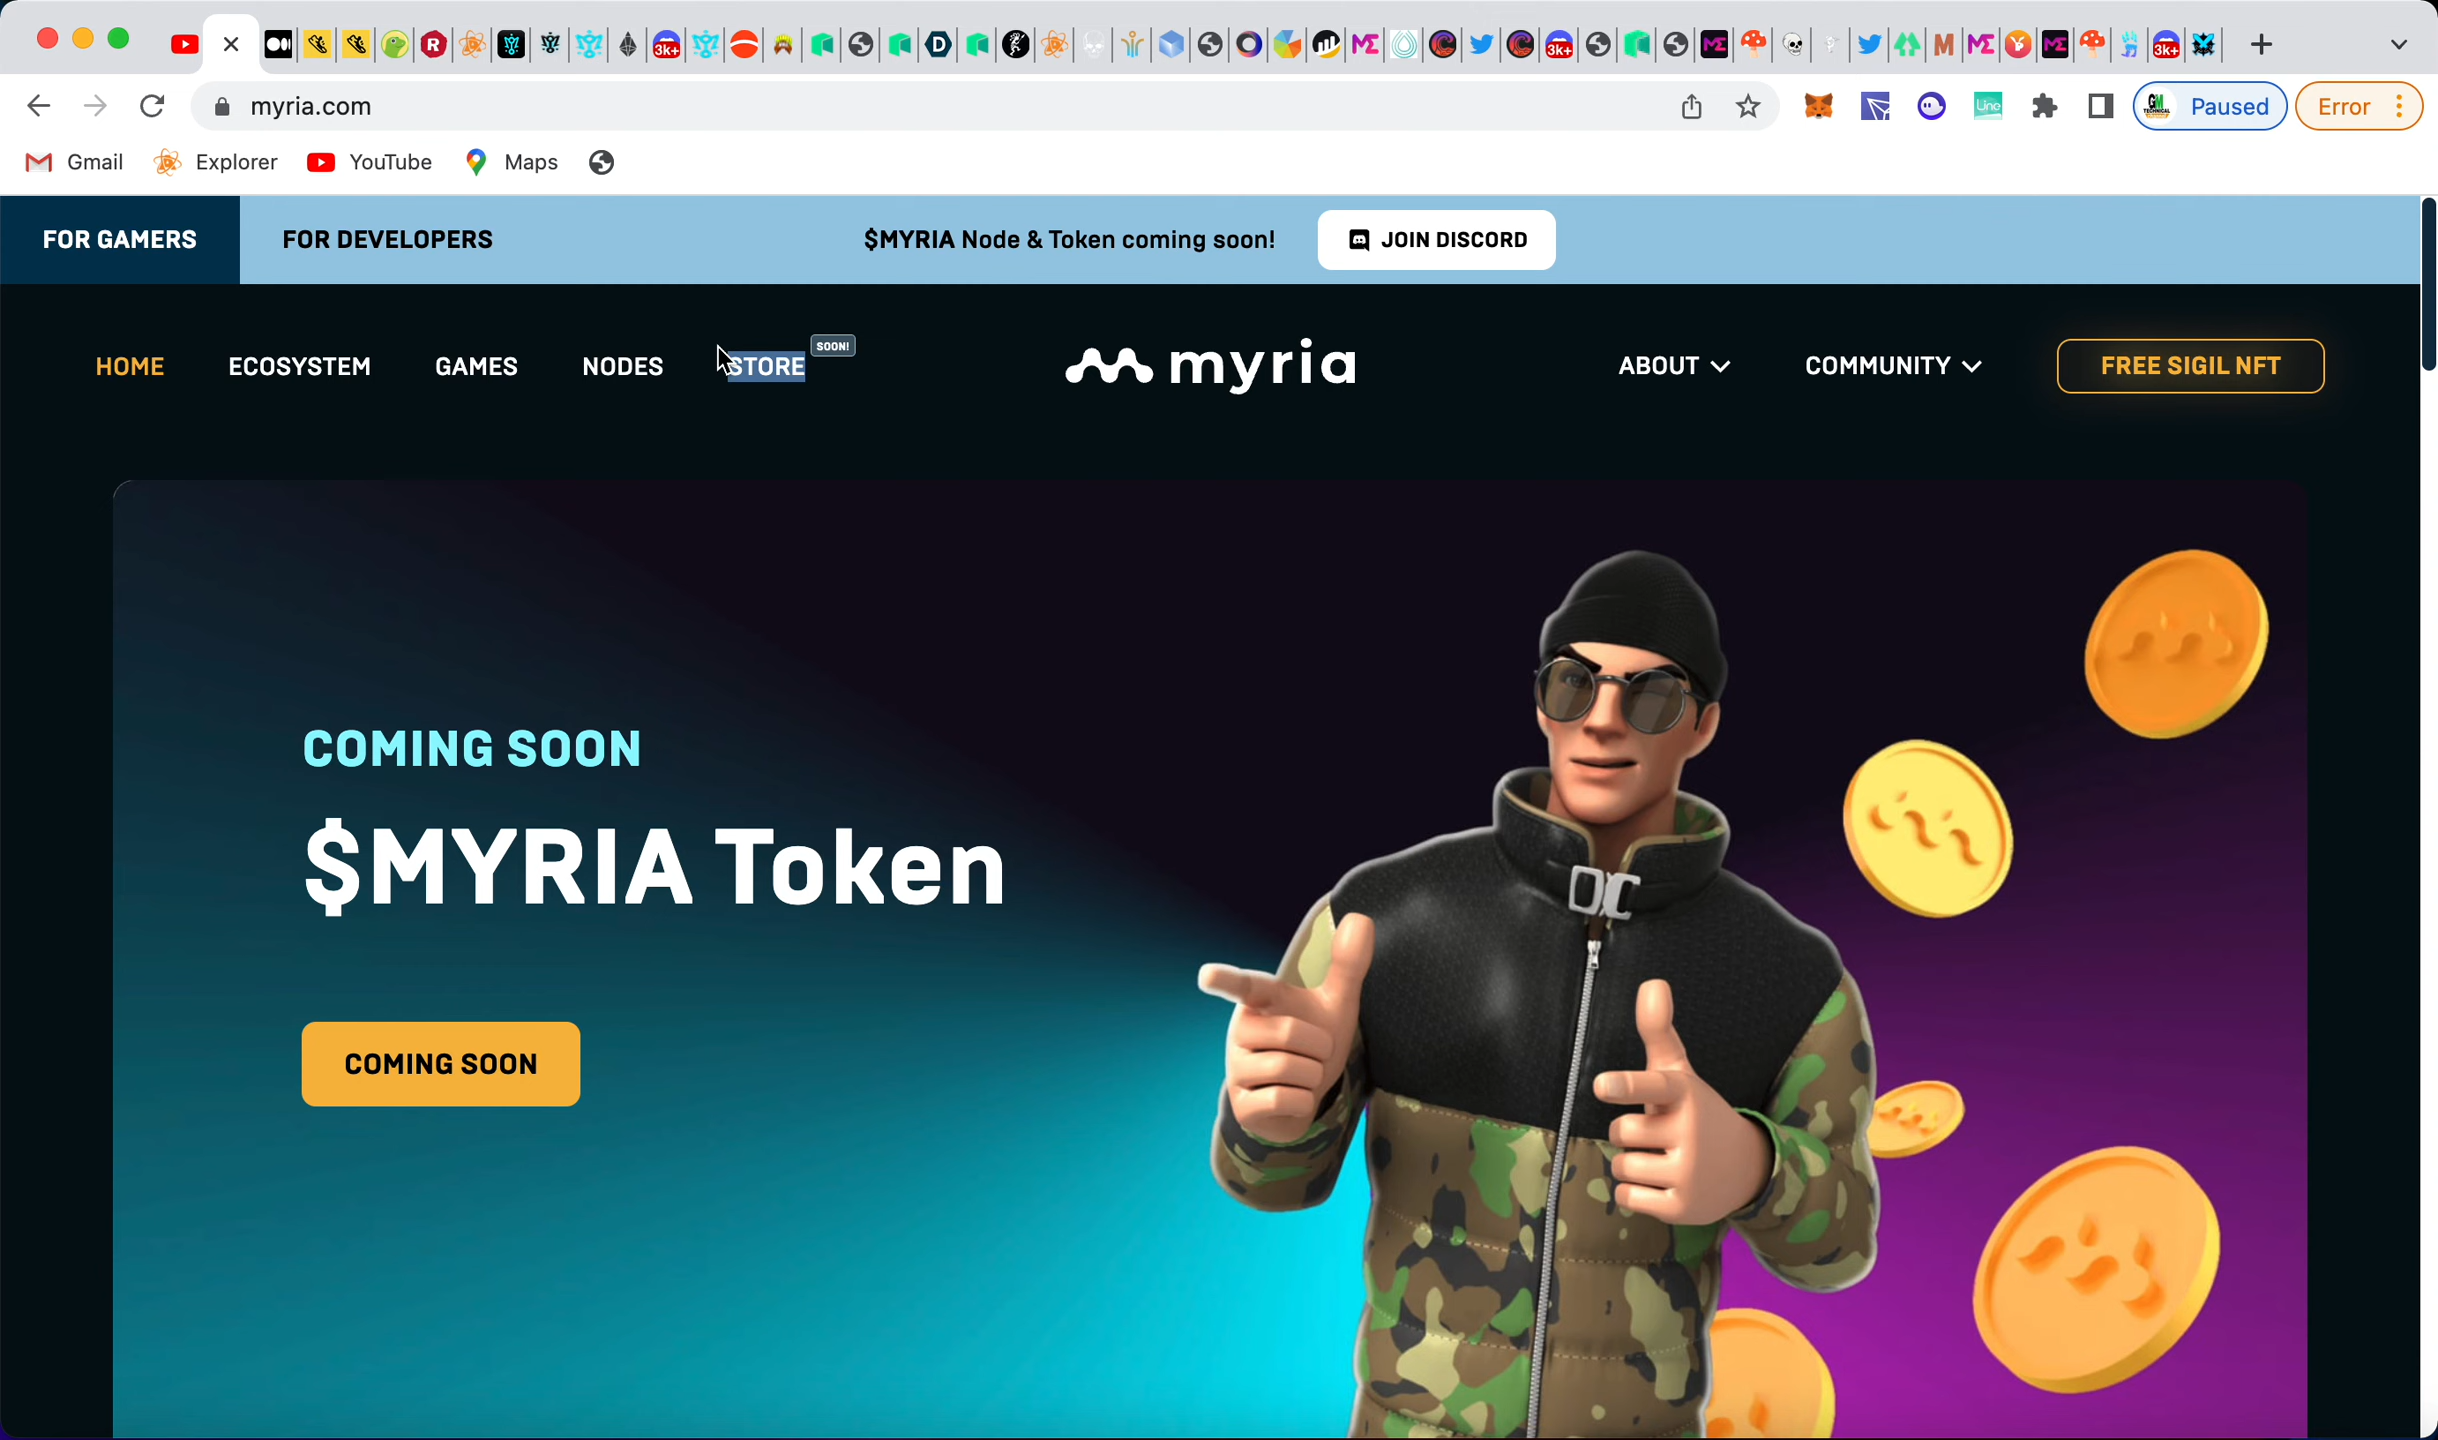 myria.com
Paused
Error
Gmail
Explorer
YouTube
Maps
FOR GAMERS
FOR DEVELOPERS
$MYRIA Node & Token coming soon!
JOIN DISCORD
HOME
ECOSYSTEM
GAMES
NODES
STORE
SOON!
myria
ABOUT
COMMUNITY
FREE SIGIL NFT
COMING SOON
$MYRIA Token
COMING SOON